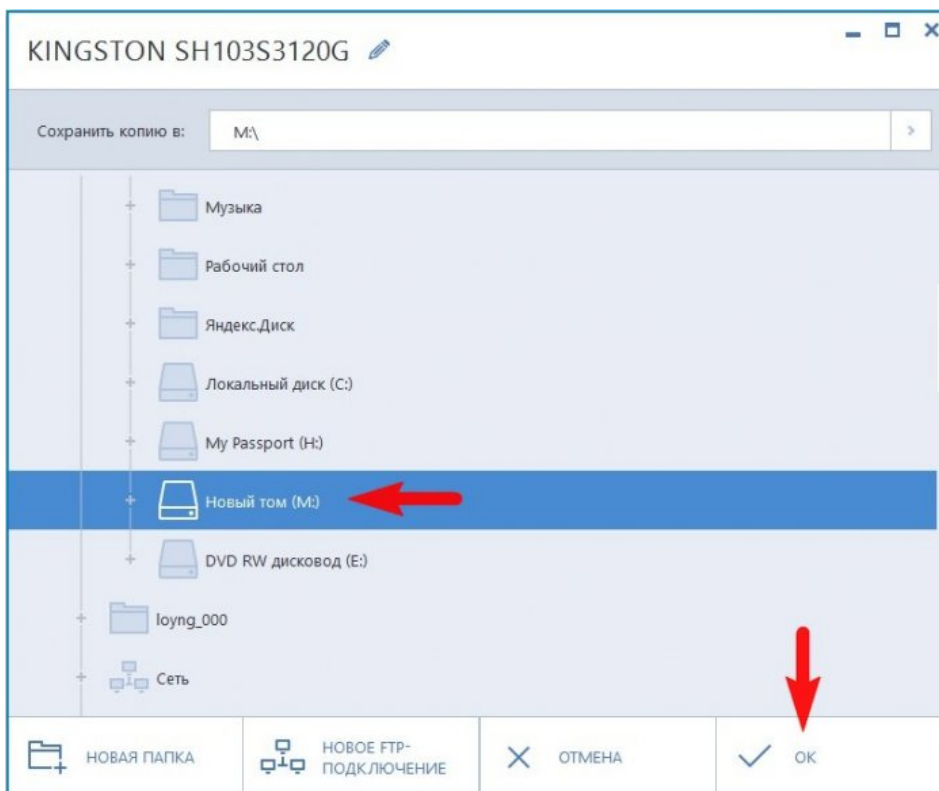 KINGSTON SH103S3120G
Сохранить копию в:
M:\
Музыка
Рабочий стол
Яндекс.Диск
Локальный диск (C:)
My Passport (H:)
Новый том (M:)
DVD RW дисковод (E:)
loyng_000
Сеть
НОВАЯ ПАПКА
НОВОЕ FTP-
ПОДКЛЮЧЕНИЕ
ОТМЕНА
ОК